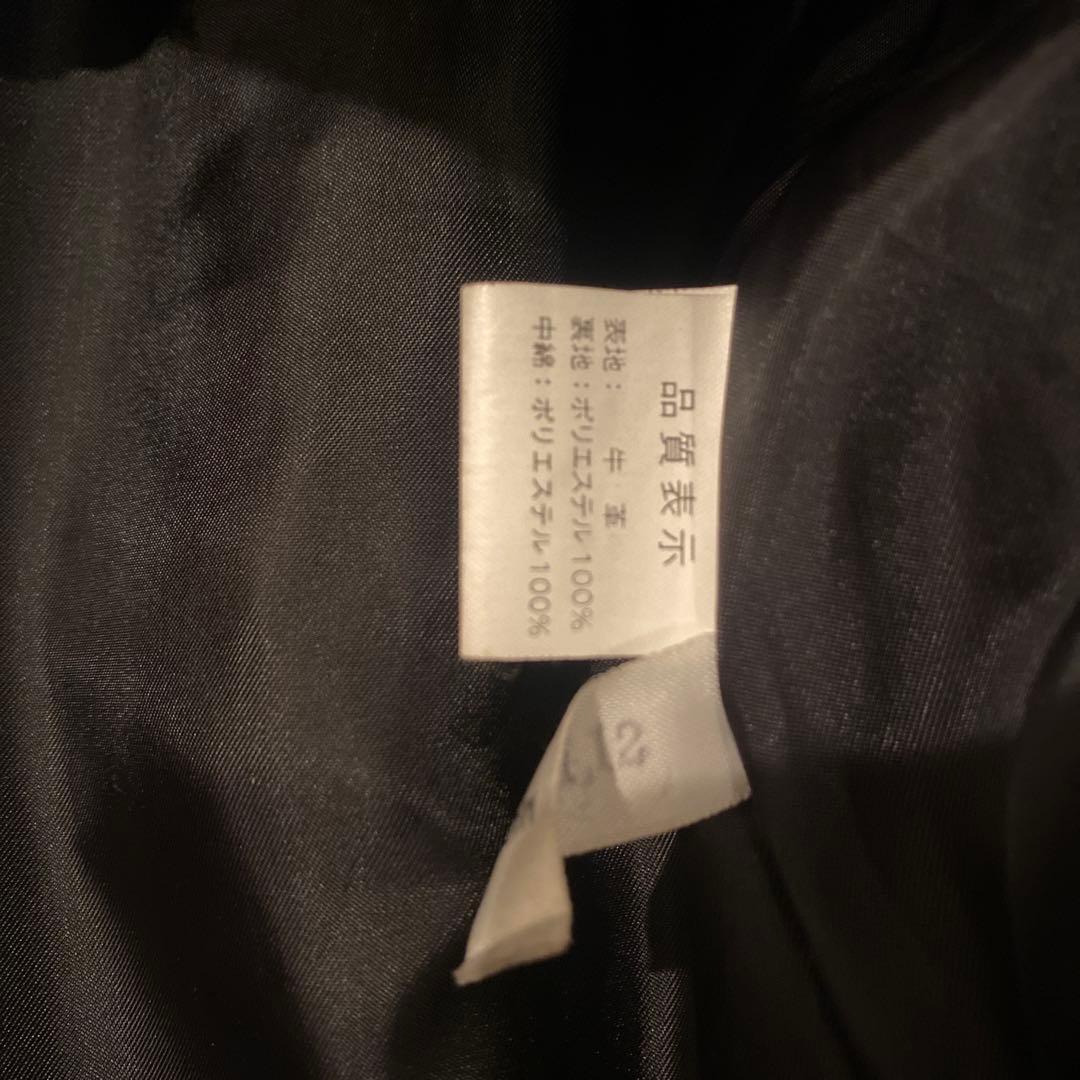 品質表示
表地： 牛 革
裏地：ポリエステル100%
中綿：ポリエステル100%